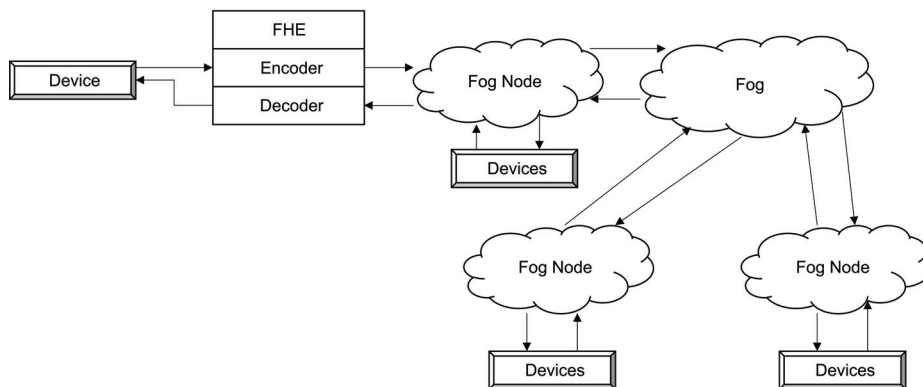 FHE
Encoder
Decoder
Device
Fog Node
Fog
Devices
Fog Node
Fog Node
Devices
Devices